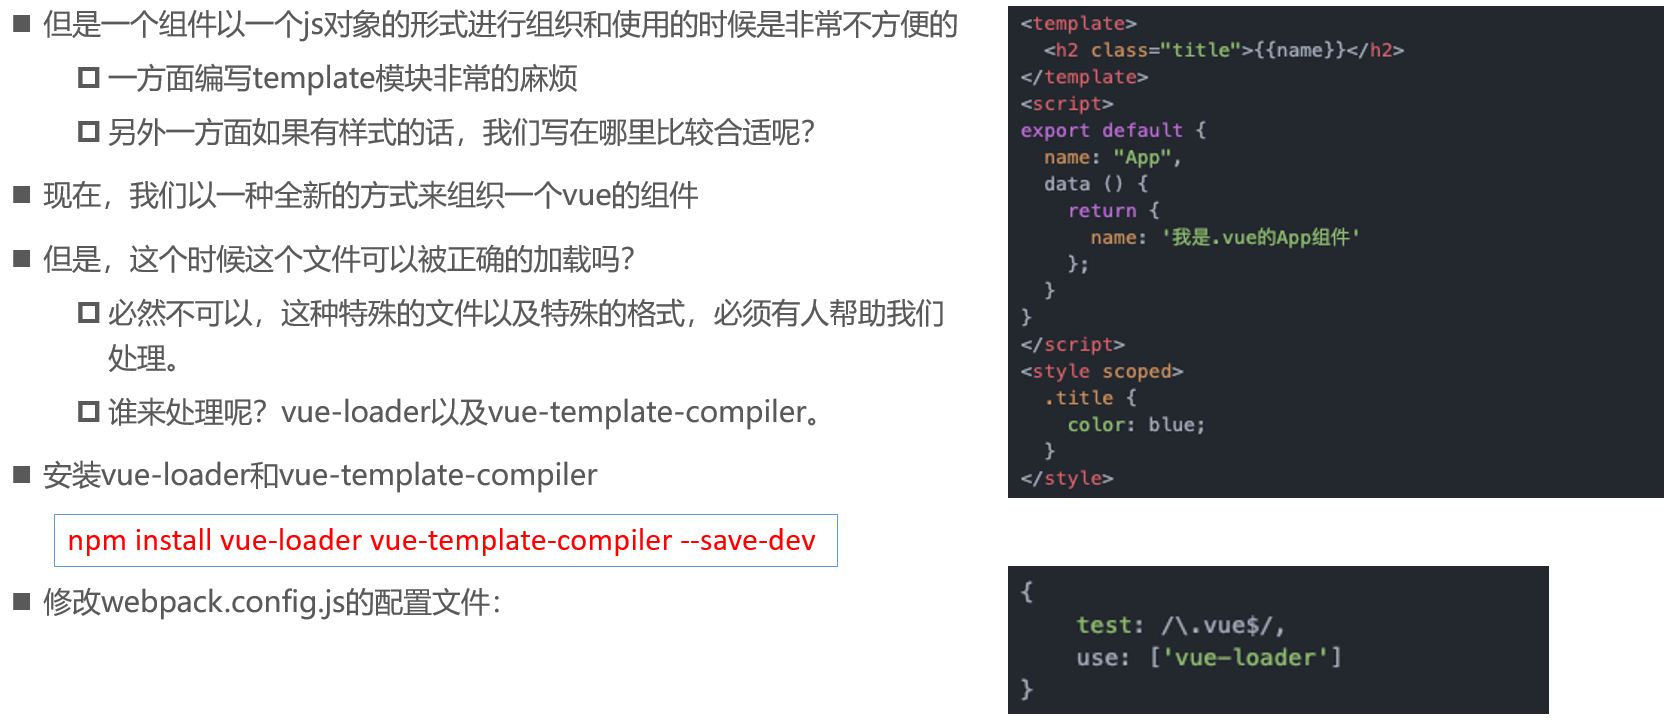 但是一个组件以一个js对象的形式进行组织和使用的时候是非常不方便的
一方面编写template模块非常的麻烦
另外一方面如果有样式的话，我们写在哪里比较合适呢？
现在，我们以一种全新的方式来组织一个vue的组件
但是，这个时候这个文件可以被正确的加载吗？
必然不可以，这种特殊的文件以及特殊的格式，必须有人帮助我们
处理。
谁来处理呢？vue-loader以及vue-template-compiler。
安装vue-loader和vue-template-compiler
npm install vue-loader vue-template-compiler --save-dev
修改webpack.config.js的配置文件：
<template>
  <h2 class="title">{{name}}</h2>
</template>
<script>
export default {
  name: "App",
  data () {
    return {
      name: '我是.vue的App组件'
    };
  }
}
</script>
<style scoped>
  .title {
    color: blue;
  }
</style>
{
    test: /\.vue$/,
    use: ['vue-loader']
}